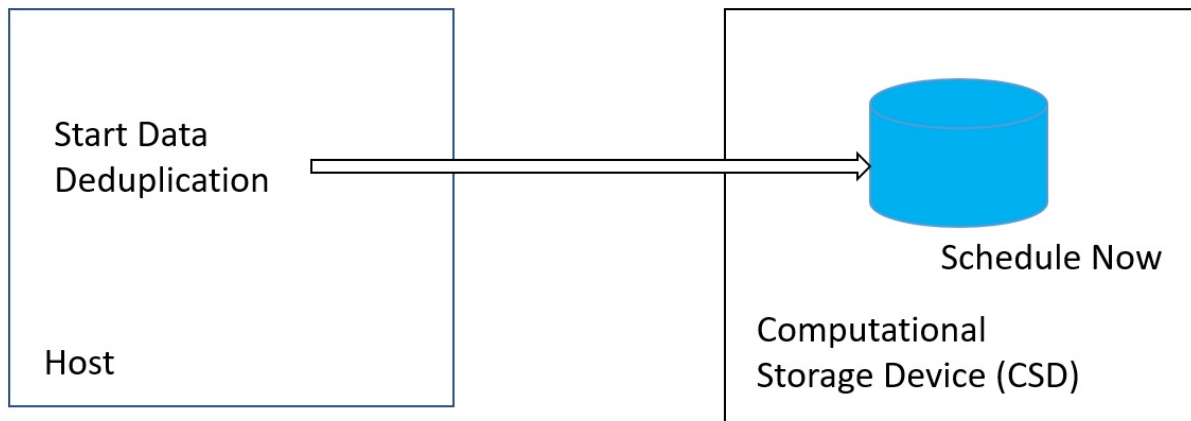 Start Data
Deduplication
Host
Schedule Now
Computational
Storage Device (CSD)